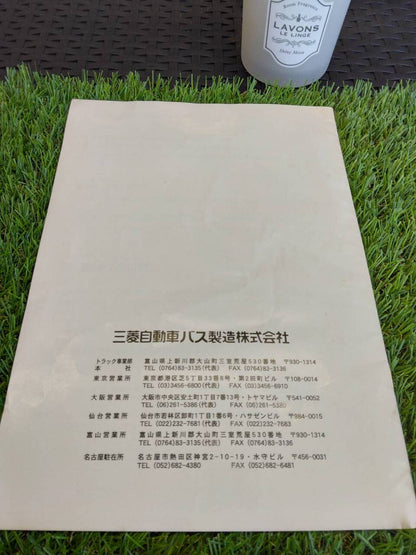 Room Fragrance
LAVONS
LE LINGE
Shiny Moon
三菱自動車バス製造株式会社
トラック事業部 富山県上新川郡大山町三室荒屋530番地 〒930-1314
本社 TEL (0764)83-3135(代表) FAX (0764)83-3136
東京営業所 東京都港区芝5丁目33番8号・第2田町ビル 〒108-0014
TEL (03)3456-6800(代表) FAX (03)3456-6910
大阪営業所 大阪市中央区安土町1丁目7番13号・トヤマビル 〒541-0052
TEL (06)261-5386(代表) FAX (06)261-5380
仙台営業所 仙台市若林区卸町1丁目1番6号・ハサゼンビル 〒984-0015
TEL (022)232-7681(代表) FAX (022)232-7683
富山営業所 富山県上新川郡大山町三室荒屋530番地 〒930-1314
TEL (0764)83-3135(代表) FAX (0764)83-3136
名古屋駐在所 名古屋市熱田区神宮2-10-19・水守ビル 〒456-0031
TEL (052)682-4380 FAX (052)682-6481